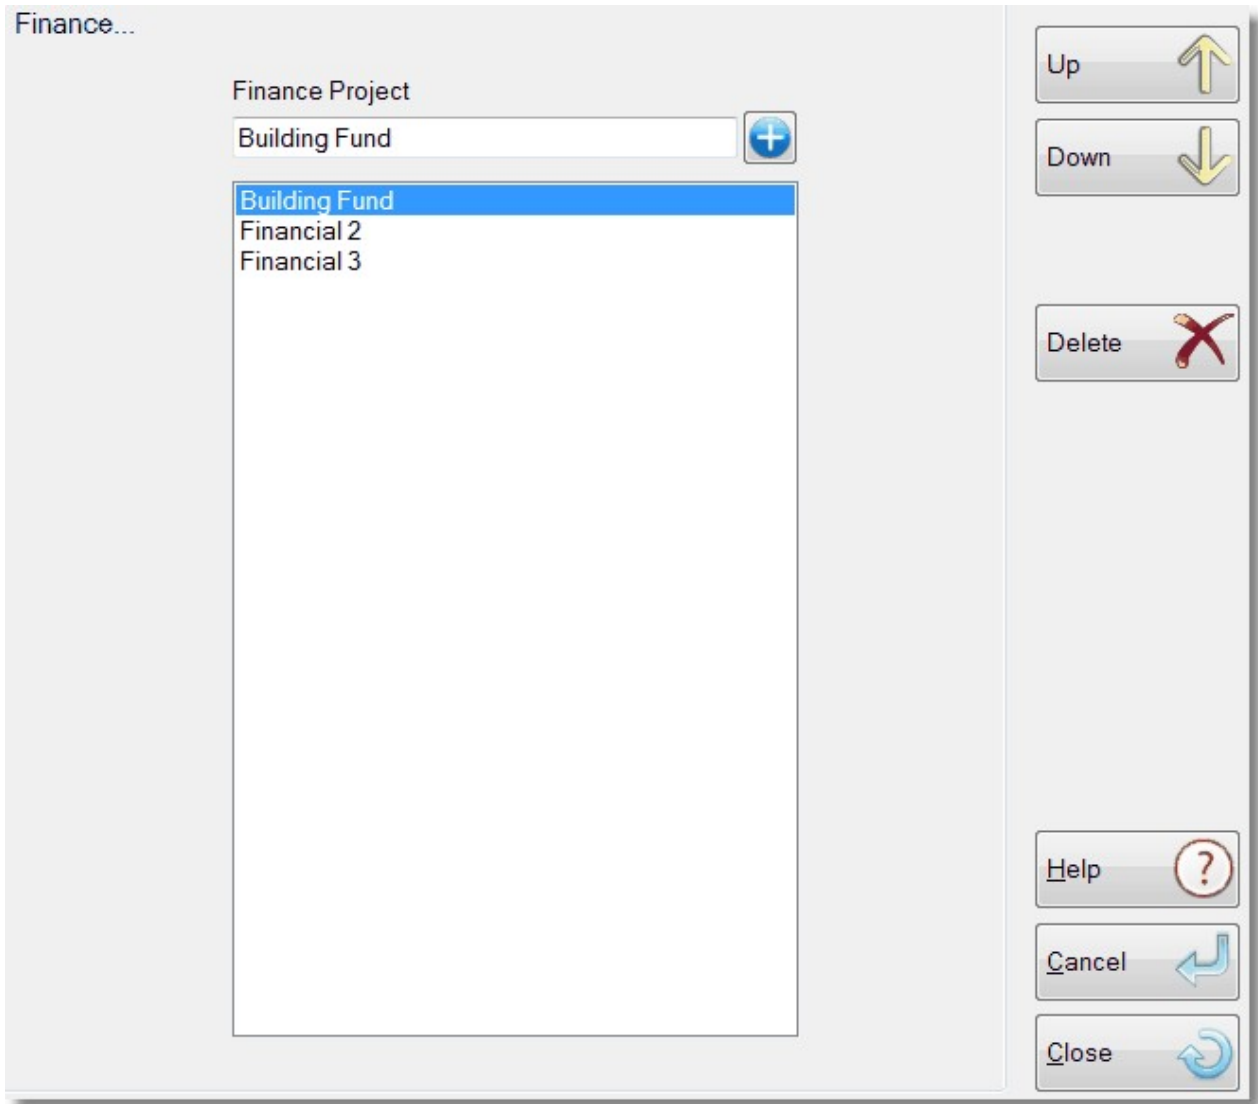 Finance...
Finance Project
Building Fund
Building Fund
Financial 2
Financial 3
Up
Down
Delete
Help
Cancel
Close